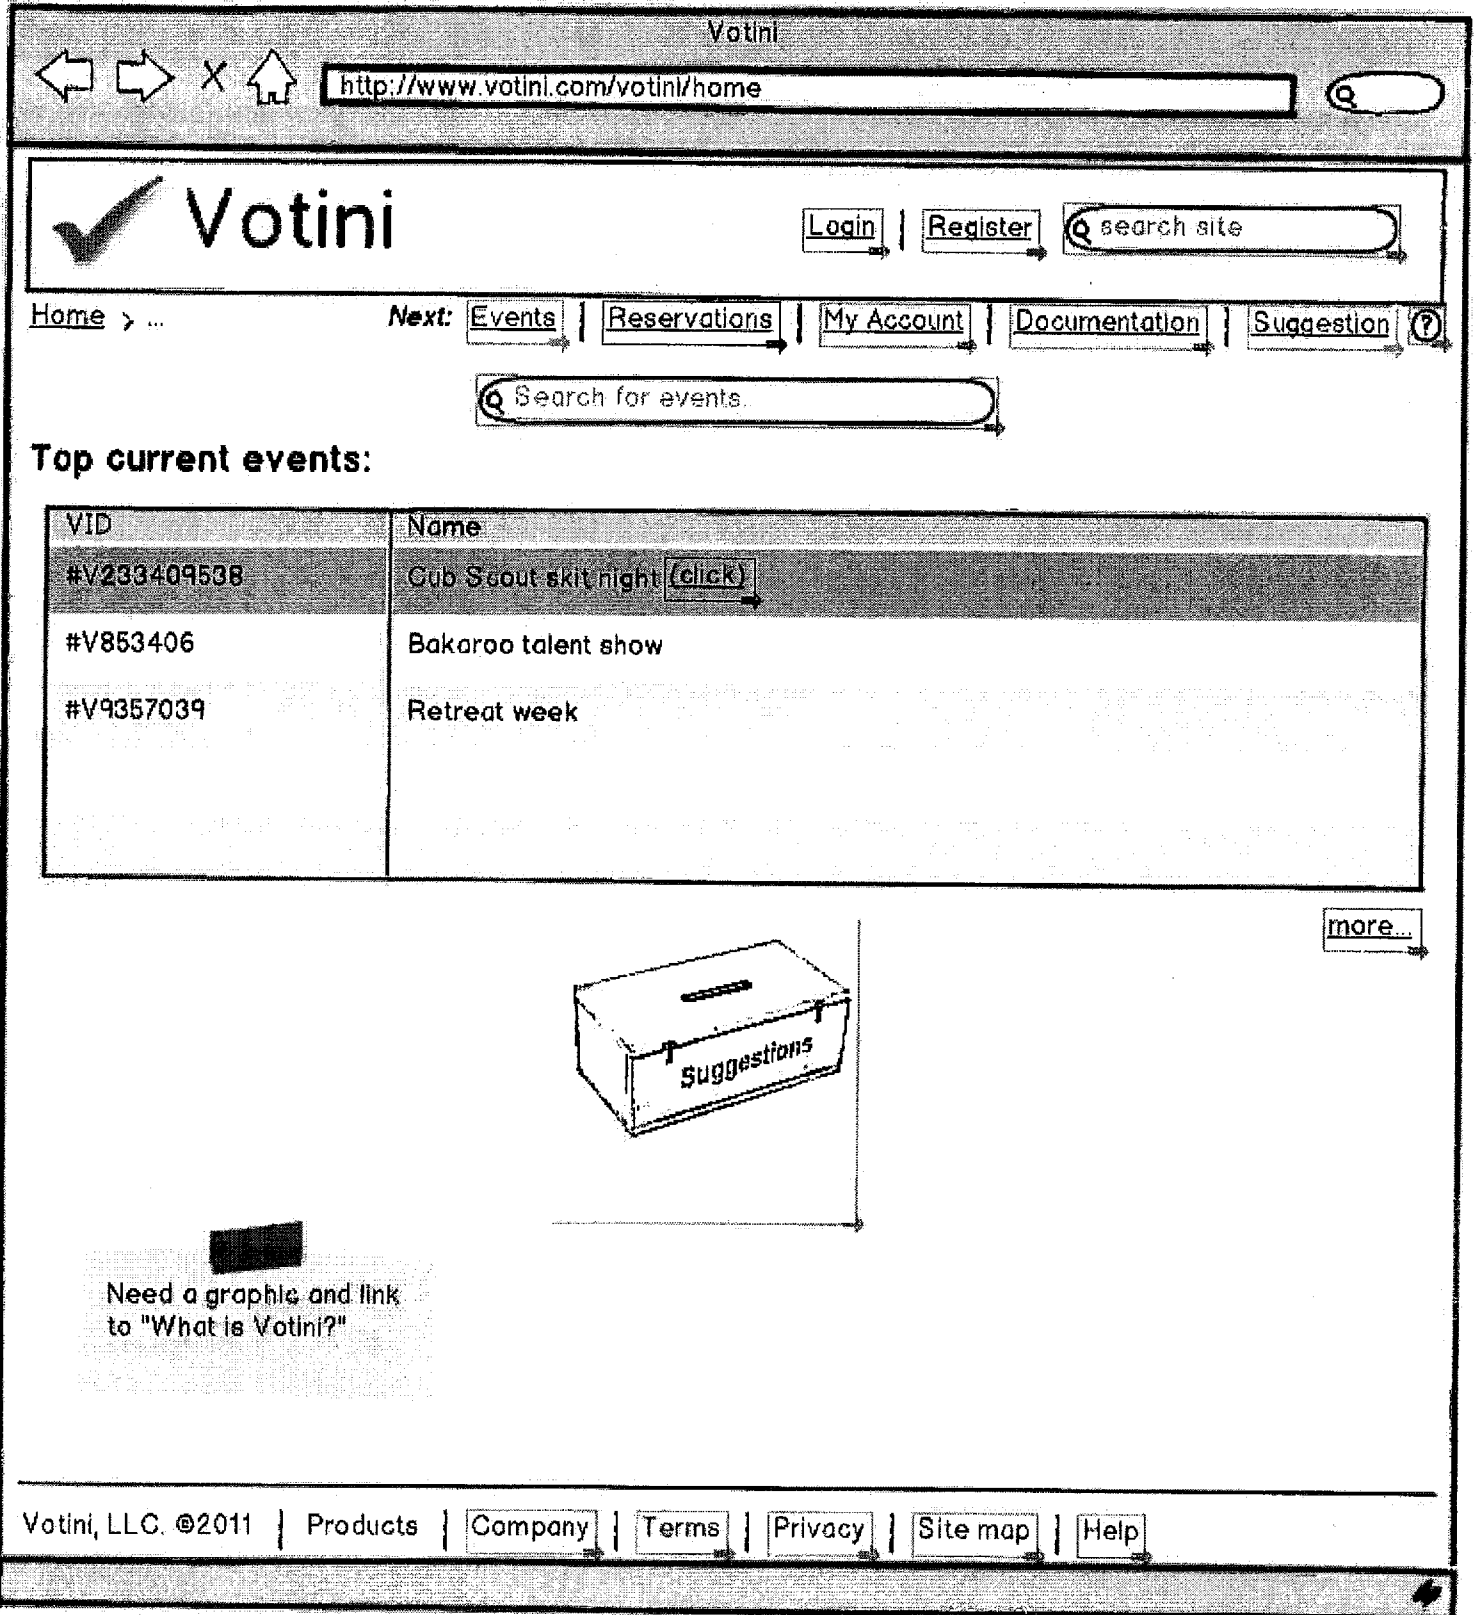 Votini
http://www.votini.com/votini/home
Votini
Login | Register search site
Home > ... Next: Events | Reservations | My Account | Documentation | Suggestion ?
Search for events.
Top current events:
VID Name
#V233409538 Cub Scout skit night (click)
#V853406 Bakaroo talent show
#V9357039 Retreat week
more...
Suggestions
Need a graphic and link
to "What is Votini?"
Votini, LLC. ©2011 | Products | Company | Terms | Privacy | Site map | Help